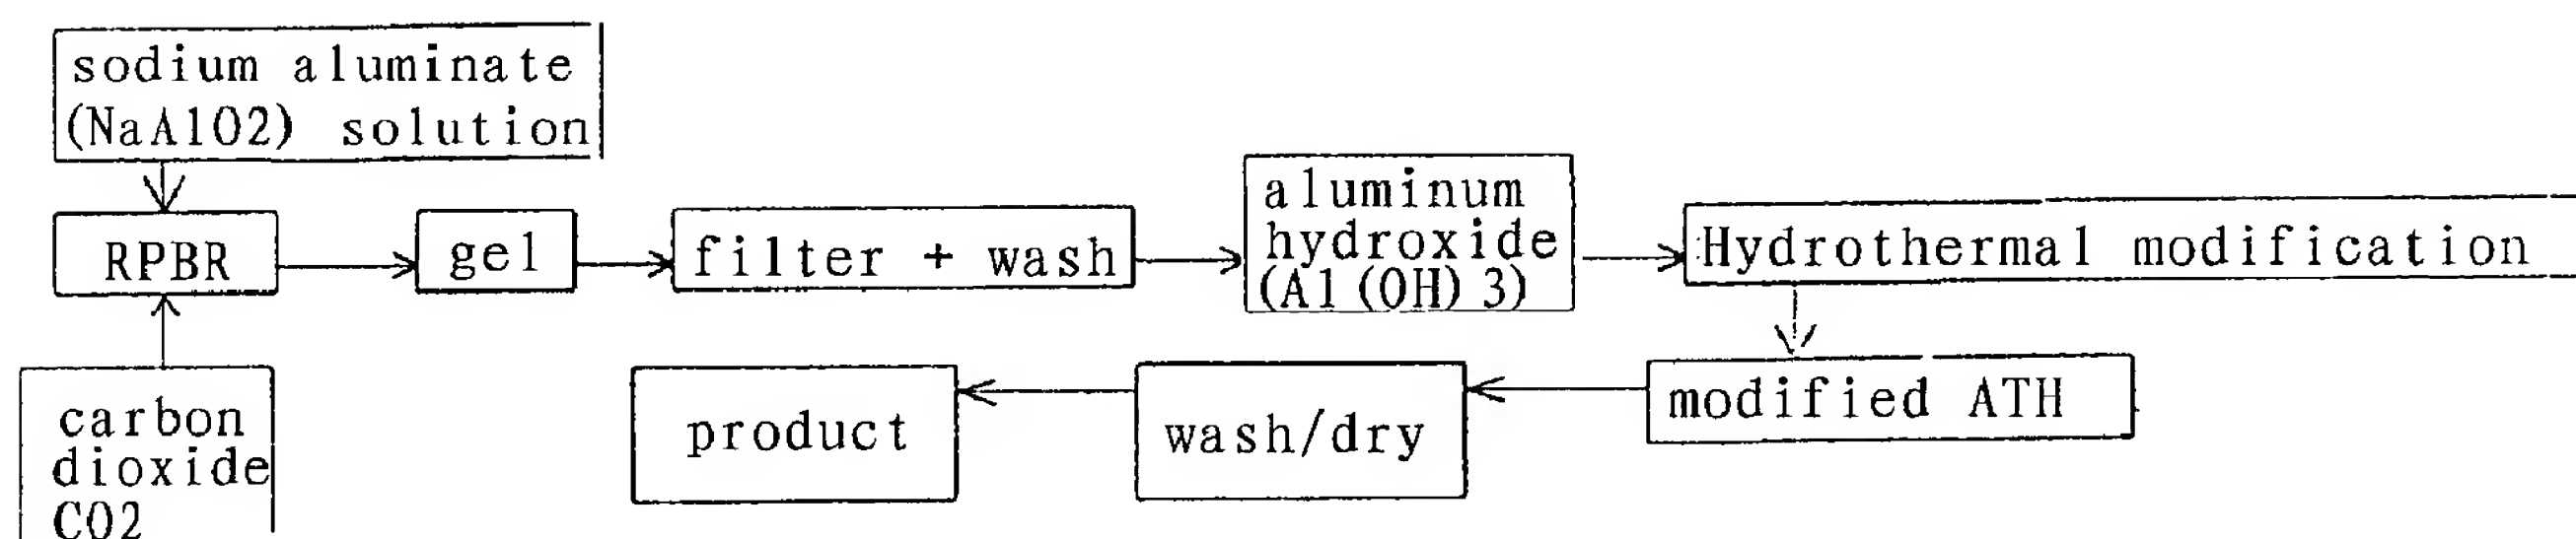 sodium aluminate
(NaAlO2) solution
RPBR
gel
filter + wash
aluminum
hydroxide
(Al(OH)3)
Hydrothermal modification
carbon
dioxide
CO2
product
wash/dry
modified ATH